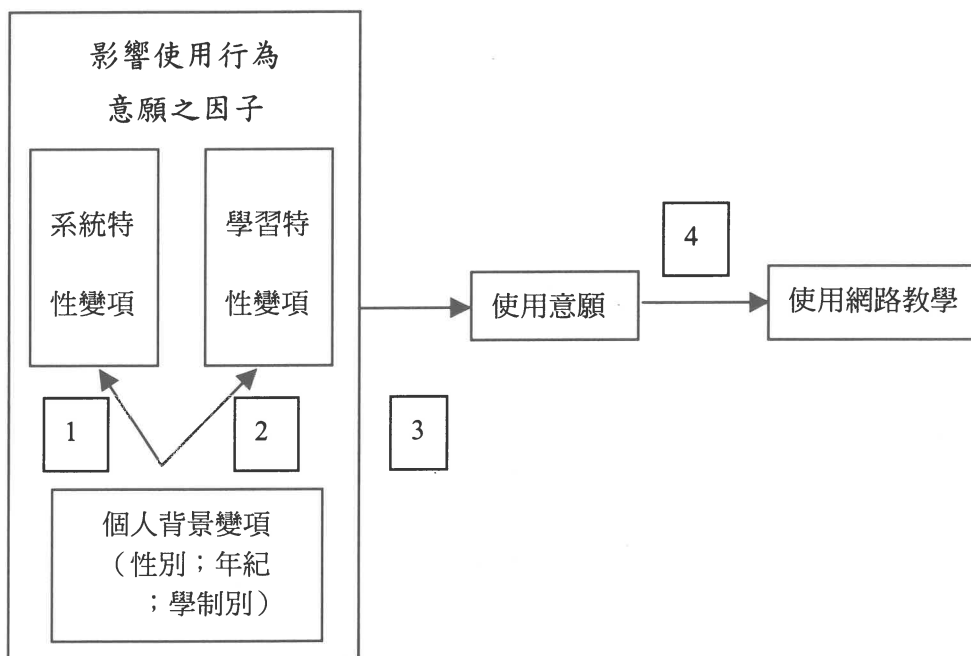 影響使用行為
意願之因子
系統特
性變項
學習特
性變項
1
2
個人背景變項
（性別；年紀
；學制別）
3
使用意願
4
使用網路教學